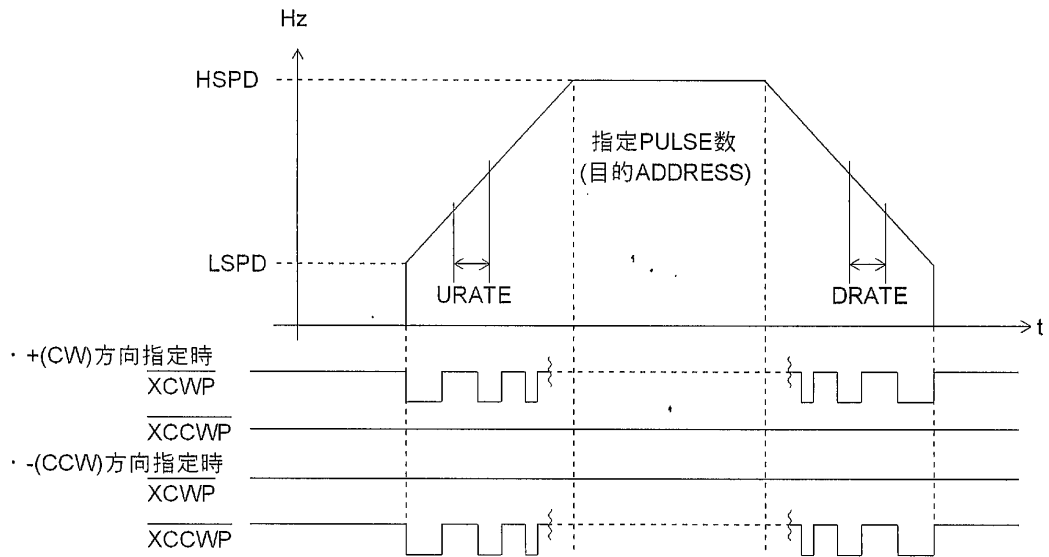 Hz
HSPD
指定PULSE数
(目的ADDRESS)
LSPD
URATE
DRATE
t
・+(CW)方向指定時
XCWP
XCCWP
・-(CCW)方向指定時
XCWP
XCCWP